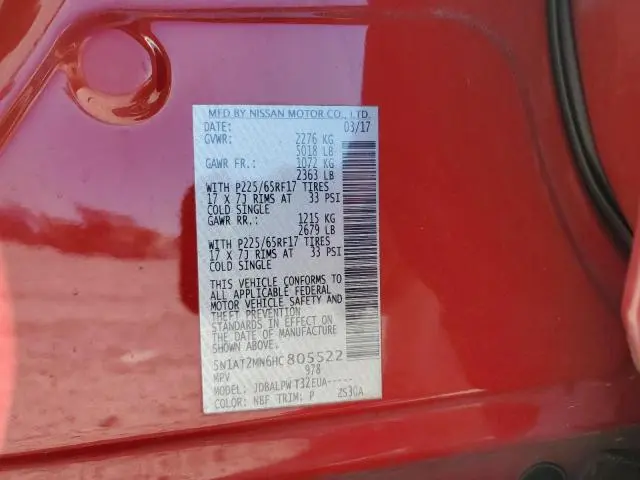 MFD BY NISSAN MOTOR CO., LTD.
DATE: 03/17
GVWR: 2276 KG
5018 LB
GAWR FR.: 1072 KG
2363 LB
WITH P225/65RF17 TIRES
17 X 7J RIMS AT 33 PSI
COLD SINGLE
GAWR RR.: 1215 KG
2679 LB
WITH P225/65RF17 TIRES
17 X 7J RIMS AT 33 PSI
COLD SINGLE
THIS VEHICLE CONFORMS TO
ALL APPLICABLE FEDERAL
MOTOR VEHICLE SAFETY AND
THEFT PREVENTION
STANDARDS IN EFFECT ON
THE DATE OF MANUFACTURE
SHOWN ABOVE.
5N1AT2MN6HC805522
MPV 978
MODEL: JDBALPW T32EUA-----
COLOR: NBF TRIM: P ZS30A